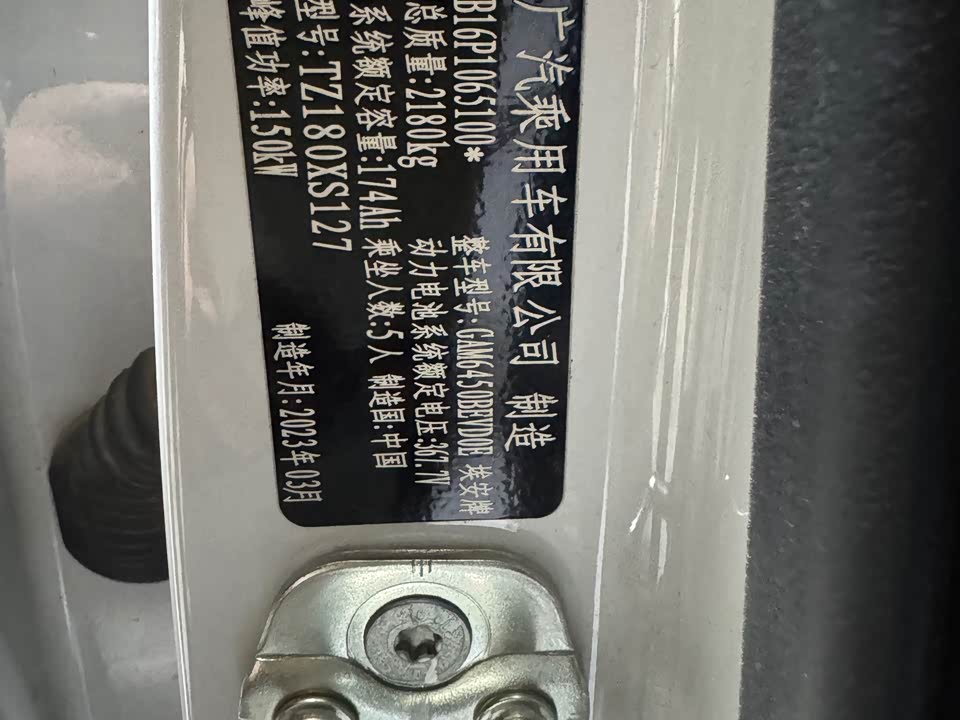 广汽乘用车有限公司 制造
B16P1065100*
整车型号:GAM6450BEVD0E 埃安牌
总质量:2180kg 动力电池系统额定电压:367.7V
系统额定容量:174Ah 乘坐人数:5人 制造国:中国
型号:TZ180XS127
峰值功率:150kW 制造年月:2023年03月